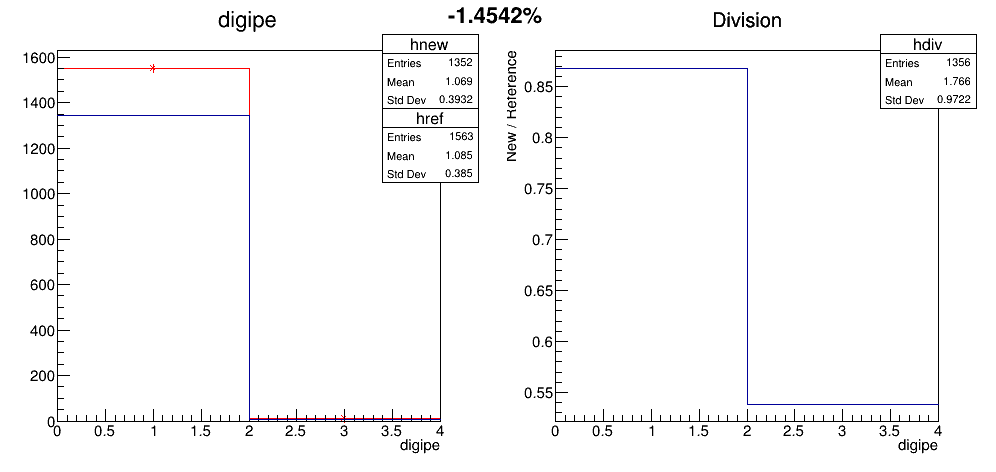 -1.4542%
digipe
hnew
Entries 1352
Mean 1.069
Std Dev 0.3932
href
Entries 1563
Mean 1.085
Std Dev 0.385
1600
1400
1200
1000
800
600
400
200
0
0 0.5 1 1.5 2 2.5 3 3.5 4
digipe
Division
hdiv
Entries 1356
Mean 1.766
Std Dev 0.9722
New / Reference
0.85
0.8
0.75
0.7
0.65
0.6
0.55
0 0.5 1 1.5 2 2.5 3 3.5 4
digipe